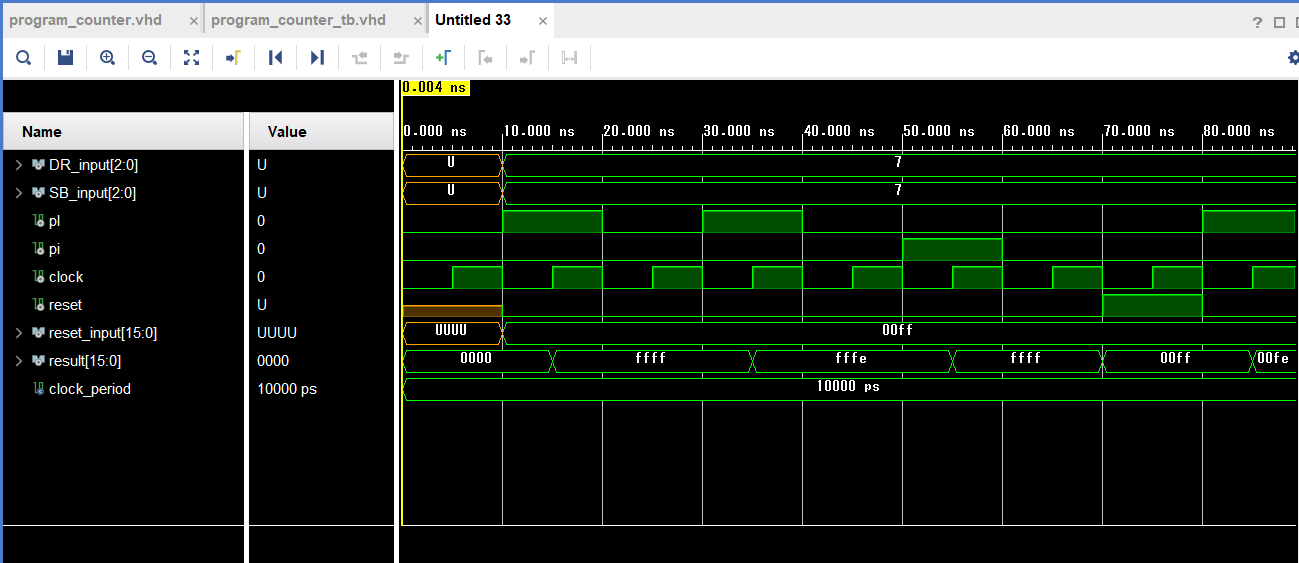 program_counter.vhd × program_counter_tb.vhd × Untitled 33 × ?
0.004 ns
Name Value 0.000 ns 10.000 ns 20.000 ns 30.000 ns 40.000 ns 50.000 ns 60.000 ns 70.000 ns 80.000 ns
DR_input[2:0] U U 7
SB_input[2:0] U U 7
pl 0
pi 0
clock 0
reset U
reset_input[15:0] UUUU UUUU 00ff
result[15:0] 0000 0000 ffff fffe ffff 00ff 00fe
clock_period 10000 ps 10000 ps